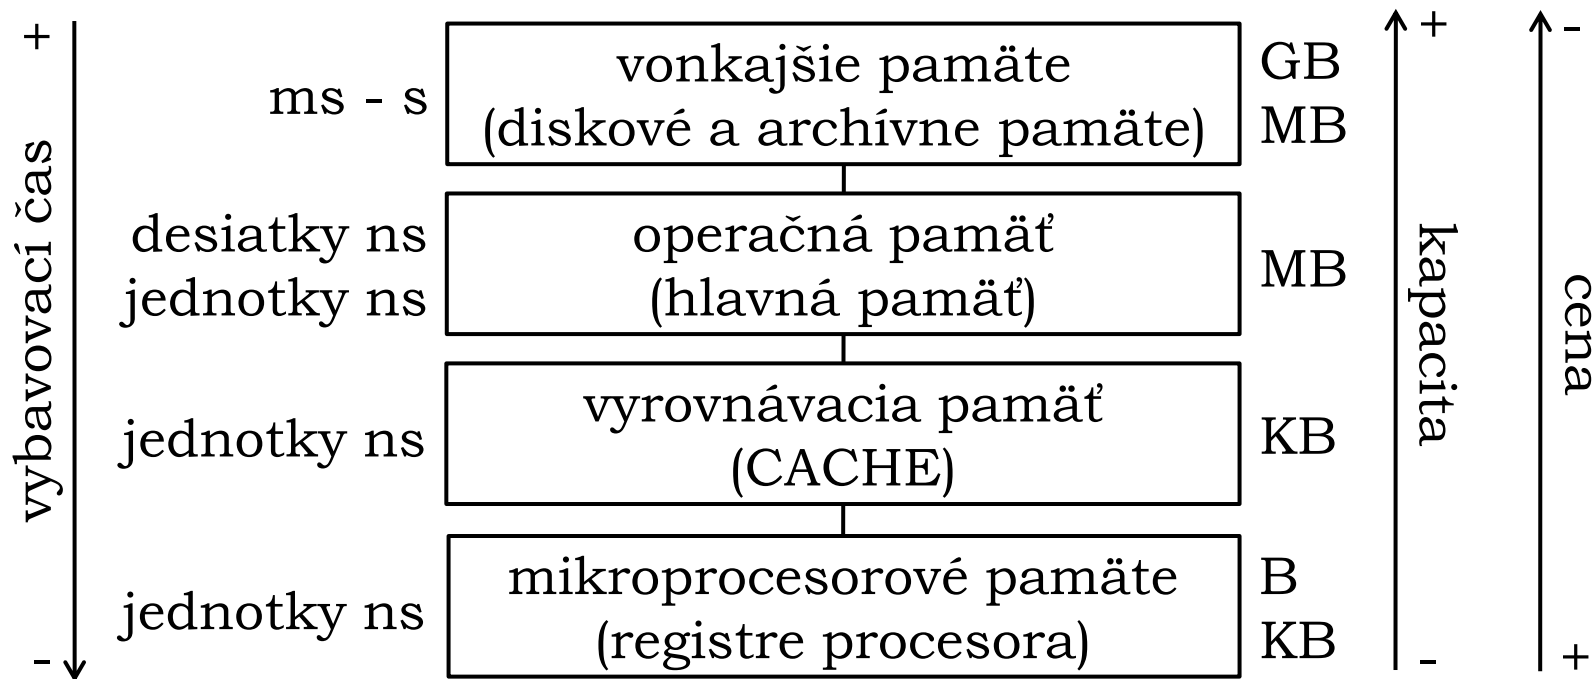 +
vybavovací čas
-
ms - s
vonkajšie pamäte
(diskové a archívne pamäte)
GB
MB
desiatky ns
jednotky ns
operačná pamäť
(hlavná pamäť)
MB
jednotky ns
vyrovnávacia pamäť
(CACHE)
KB
jednotky ns
mikroprocesorové pamäte
(registre procesora)
B
KB
+
kapacita
-
-
cena
+